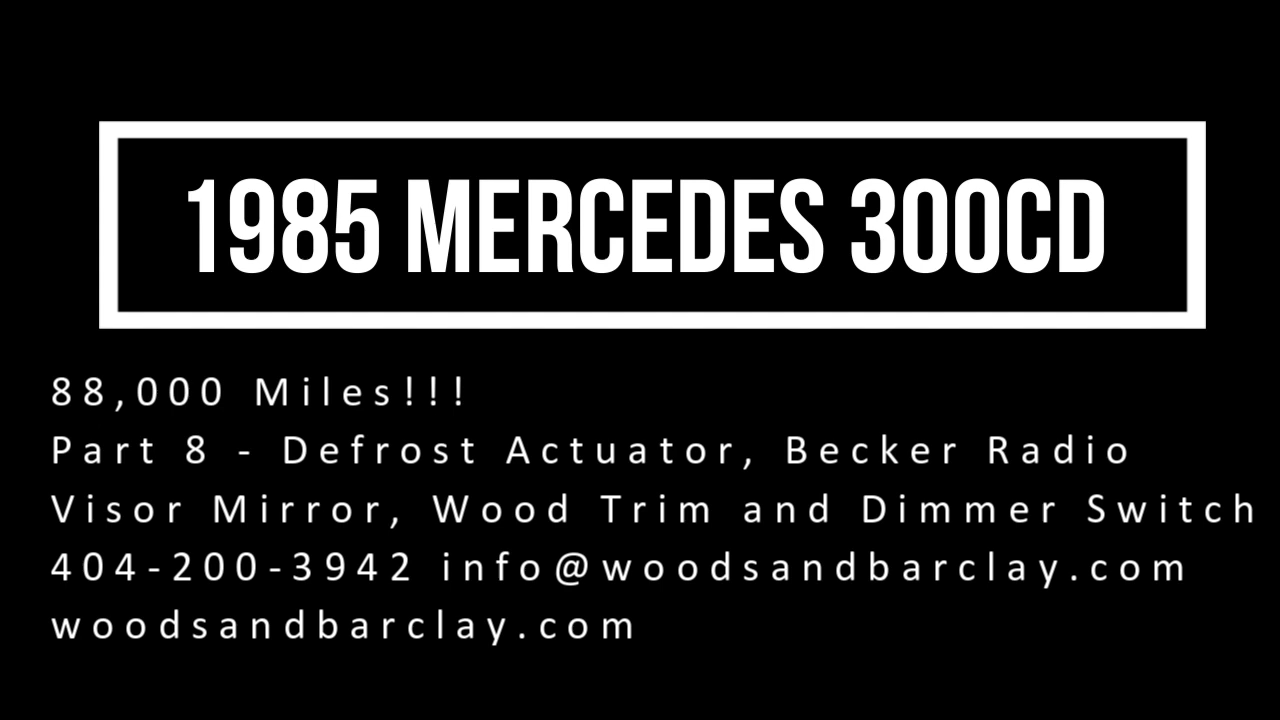 1985 MERCEDES 300CD
88,000 Miles!!!
Part 8 - Defrost Actuator, Becker Radio
Visor Mirror, Wood Trim and Dimmer Switch
404-200-3942 info@woodsandbarclay.com
woodsandbarclay.com